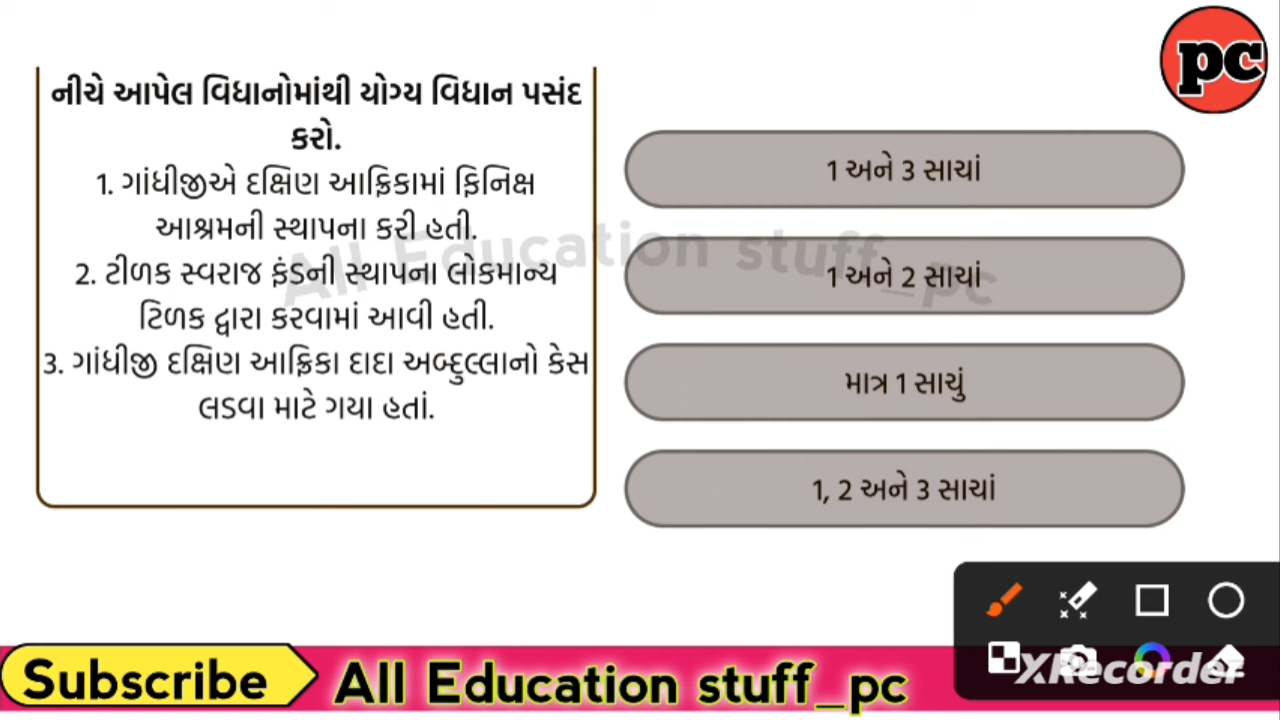 pc
નીચે આપેલ વિધાનોમાંથી યોગ્ય વિધાન પસંદ
કરો.
1. ગાંધીજીએ દક્ષિણ આફ્રિકામાં ફિનિક્ષ
આશ્રમની સ્થાપના કરી હતી.
2. ટીળક સ્વરાજ ફંડની સ્થાપના લોકમાન્ય
ટિળક દ્વારા કરવામાં આવી હતી.
3. ગાંધીજી દક્ષિણ આફ્રિકા દાદા અબ્દુલ્લાનો કેસ
લડવા માટે ગયા હતાં.
1 અને 3 સાચાં
1 અને 2 સાચાં
માત્ર 1 સાચું
1, 2 અને 3 સાચાં
All Education stuff_pc
Subscribe
All Education stuff_pc
XRecorder